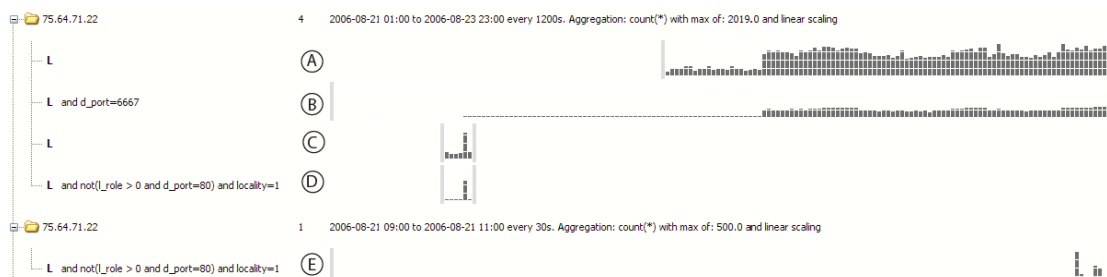 75.64.71.22 4 2006-08-21 01:00 to 2006-08-23 23:00 every 1200s. Aggregation: count(*) with max of: 2019.0 and linear scaling
L A
L and d_port=6667 B
L C
L and not(l_role > 0 and d_port=80) and locality=1 D
75.64.71.22 1 2006-08-21 09:00 to 2006-08-21 11:00 every 30s. Aggregation: count(*) with max of: 500.0 and linear scaling
L and not(l_role > 0 and d_port=80) and locality=1 E